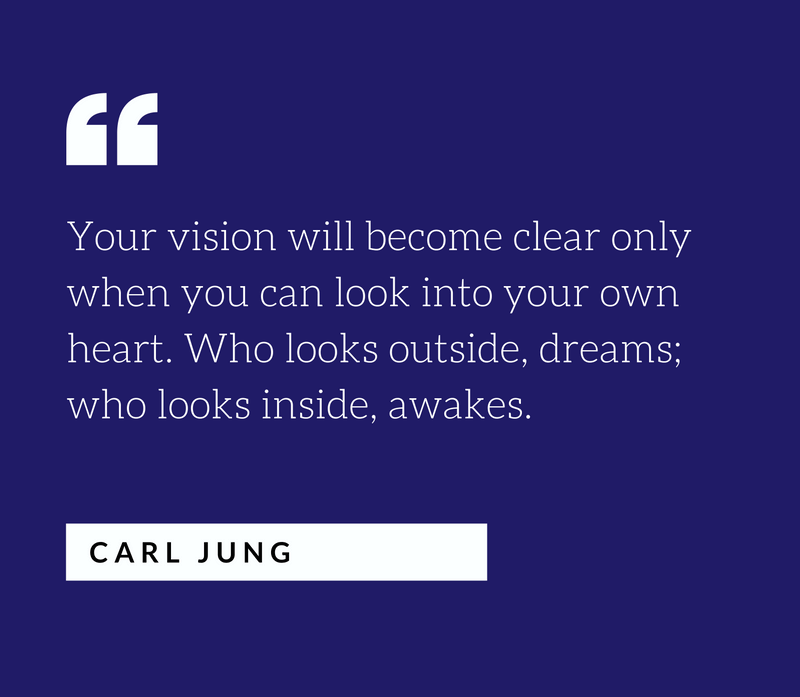 “
Your vision will become clear only
when you can look into your own
heart. Who looks outside, dreams;
who looks inside, awakes.
CARL JUNG